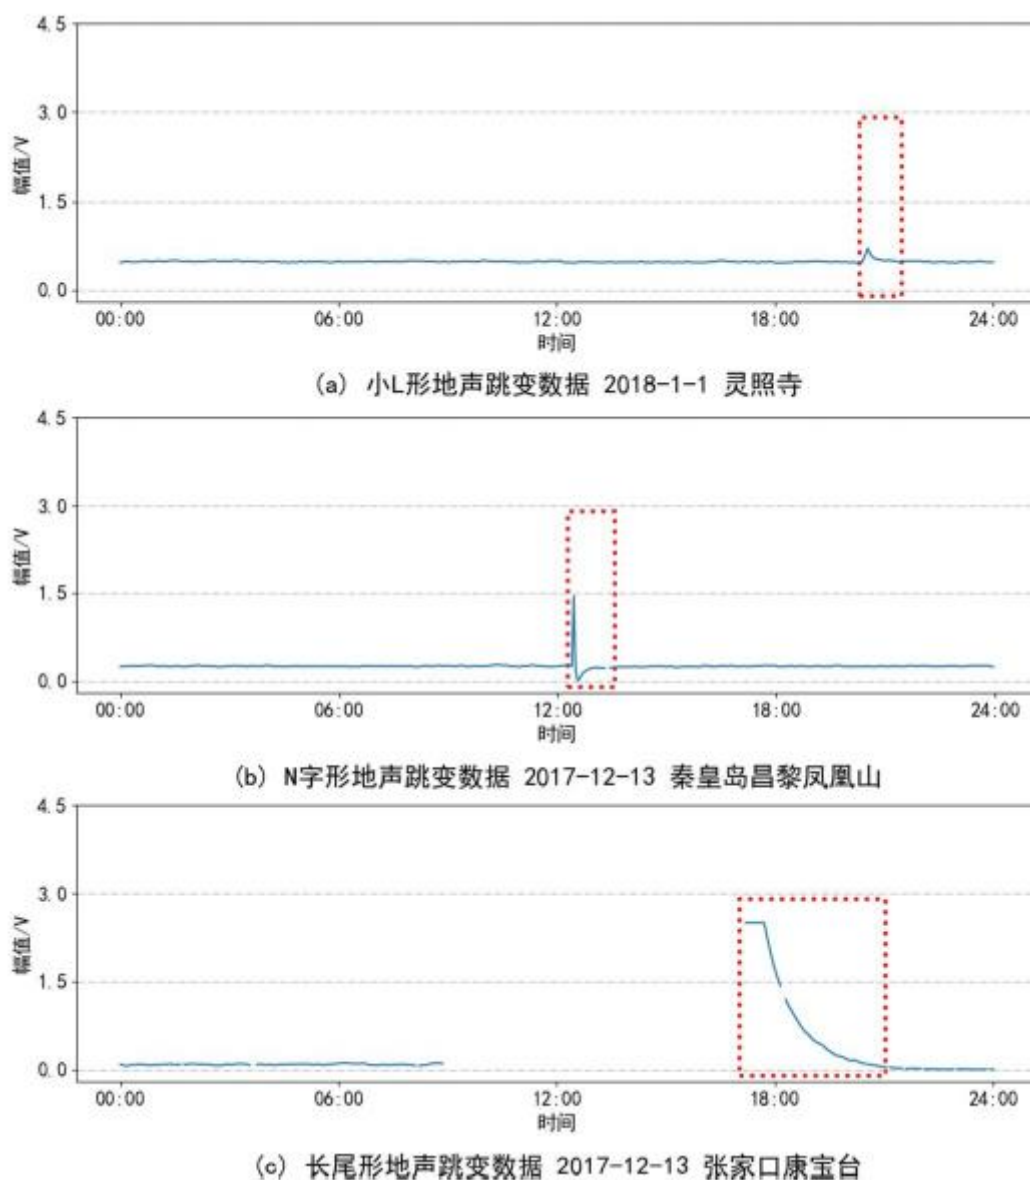 4.5
3.0
1.5
0.0
幅值/V
00:00 06:00 12:00 18:00 24:00
时间
(a) 小L形地声跳变数据 2018-1-1 灵照寺
4.5
3.0
1.5
0.0
幅值/V
00:00 06:00 12:00 18:00 24:00
时间
(b) N字形地声跳变数据 2017-12-13 秦皇岛昌黎凤凰山
4.5
3.0
1.5
0.0
幅值/V
00:00 06:00 12:00 18:00 24:00
时间
(c) 长尾形地声跳变数据 2017-12-13 张家口康宝台